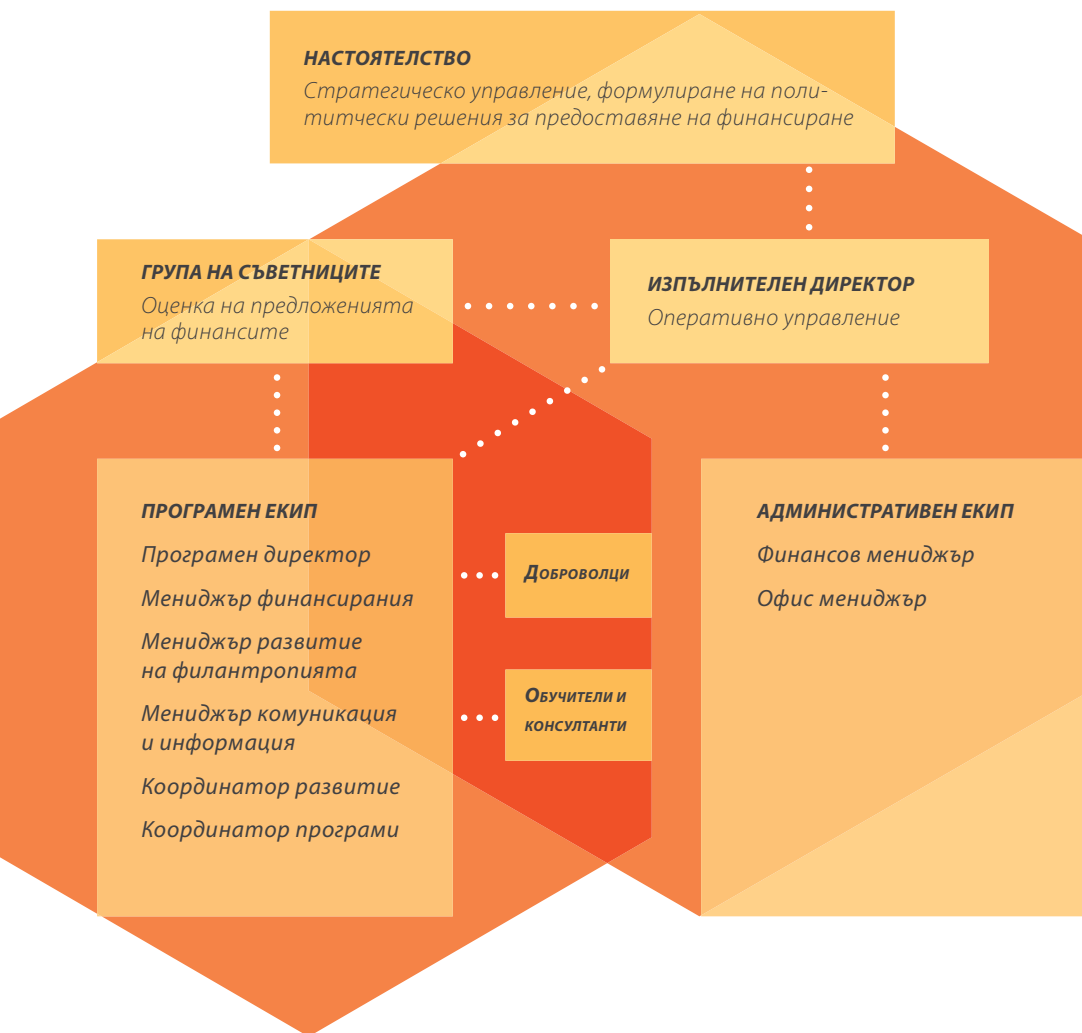 НАСТОЯТЕЛСТВО
Стратегическо управление, формулиране на поли-
титчески решения за предоставяне на финансиране
ГРУПА НА СЪВЕТНИЦИТЕ
Оценка на предложенията
на финансите
ИЗПЪЛНИТЕЛЕН ДИРЕКТОР
Оперативно управление
ПРОГРАМЕН ЕКИП
Програмен директор
Мениджър финансирания
Мениджър развитие
на филантропията
Мениджър комуникация
и информация
Координатор развитие
Координатор програми
Доброволци
Обучители и
консултанти
АДМИНИСТРАТИВЕН ЕКИП
Финансов мениджър
Офис мениджър